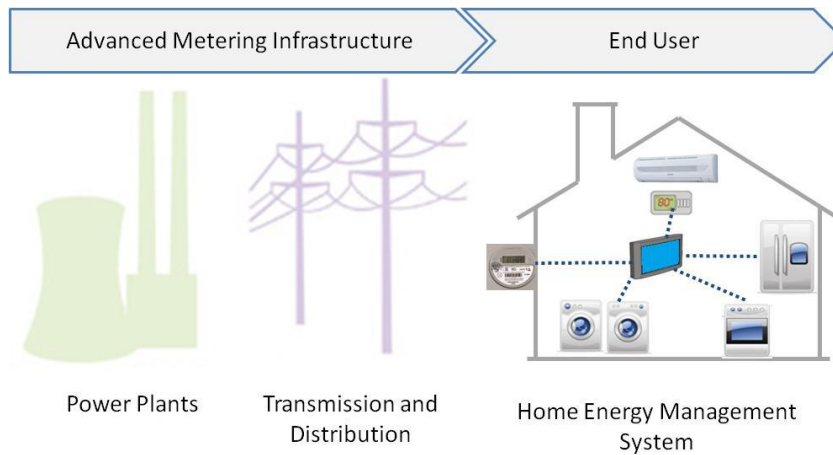 Advanced Metering Infrastructure
End User
80°
Power Plants
Transmission and
Distribution
Home Energy Management
System